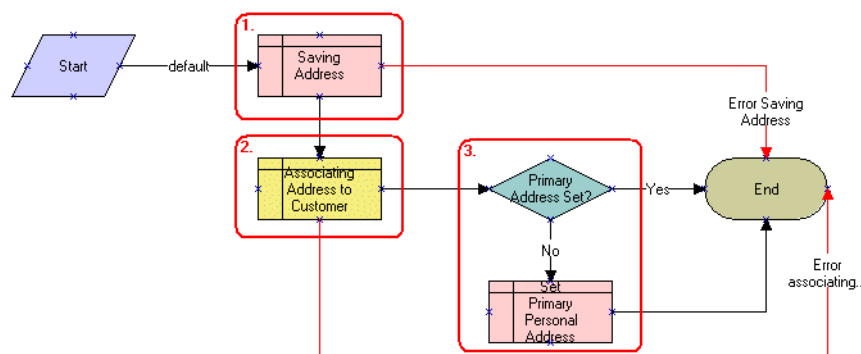 1.
Start
default
Saving
Address
Error Saving
Address
2.
Associating
Address to
Customer
3.
Primary
Address Set?
Yes
End
No
Set
Primary
Personal
Address
Error
associating..